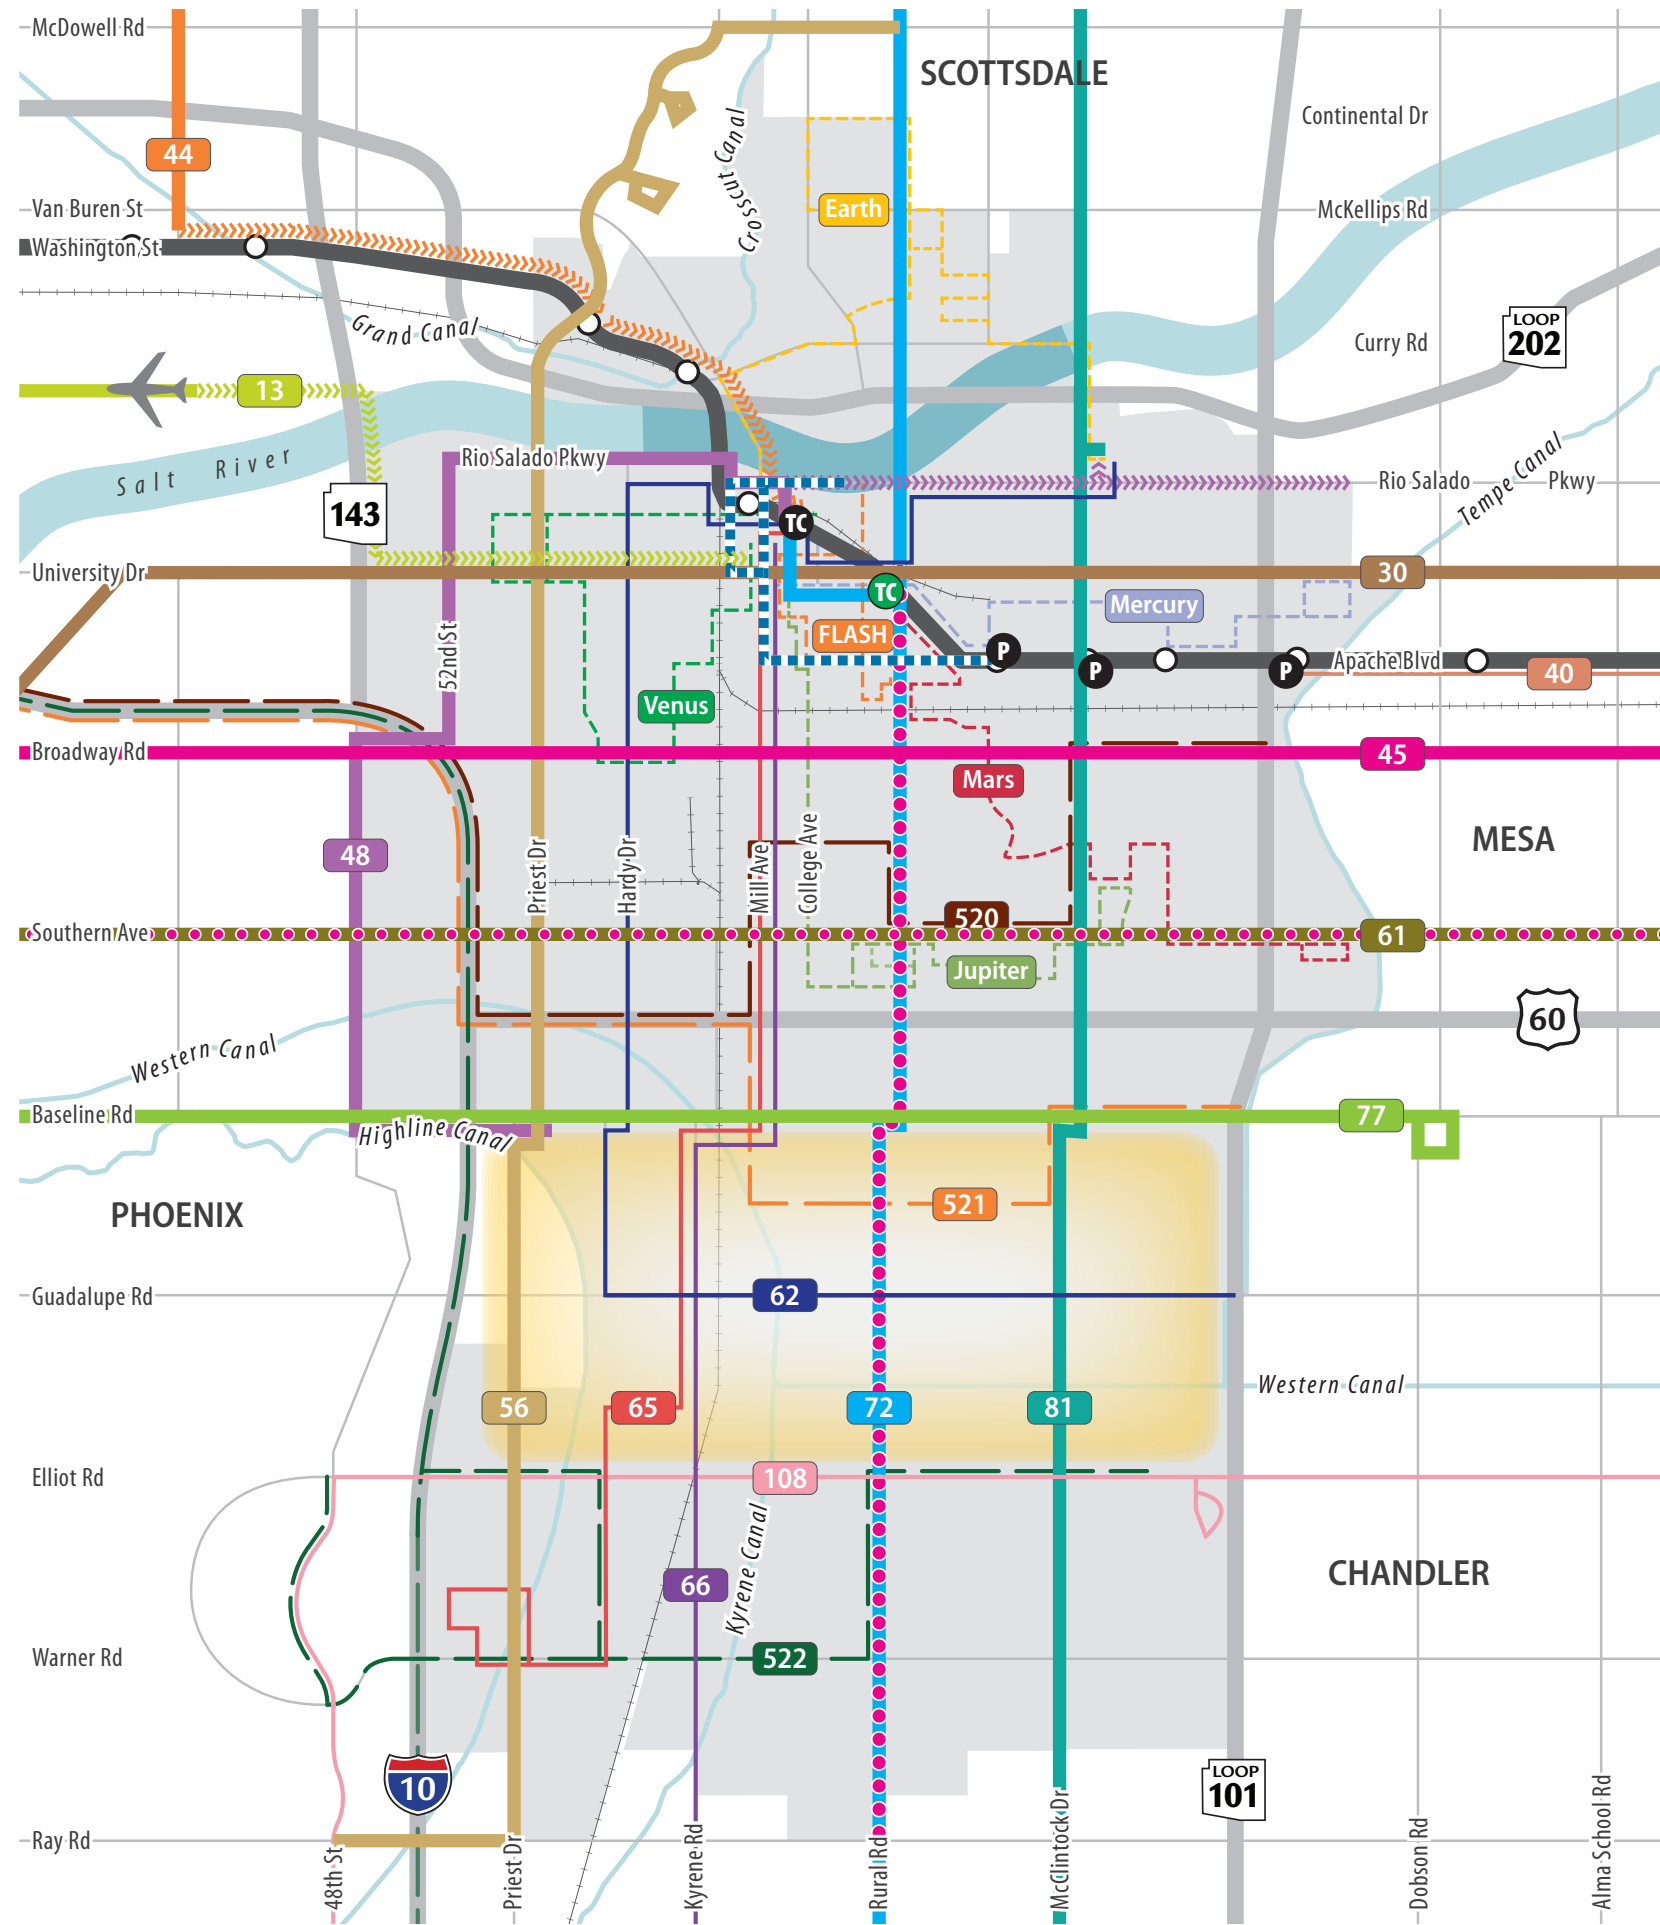 McDowell Rd
SCOTTSDALE
Continental Dr
44
Crosscut Canal
Van Buren St
Earth
McKellips Rd
Washington St
Grand Canal
LOOP
202
Curry Rd
13
Salt River
Rio Salado Pkwy
Tempe Canal
143
Rio Salado Pkwy
TC
University Dr
30
TC
Mercury
52nd St
FLASH
P
P
P
Apache Blvd
40
Venus
Broadway Rd
45
Mars
48
MESA
Priest Dr
Hardy Dr
Mill Ave
College Ave
520
Southern Ave
61
Jupiter
60
Western Canal
Baseline Rd
77
Highline Canal
PHOENIX
521
Guadalupe Rd
62
Western Canal
56
65
72
81
Elliot Rd
108
Kyrene Canal
CHANDLER
66
Warner Rd
522
10
LOOP
101
Ray Rd
48th St
Priest Dr
Kyrene Rd
Rural Rd
McClintock Dr
Dobson Rd
Alma School Rd